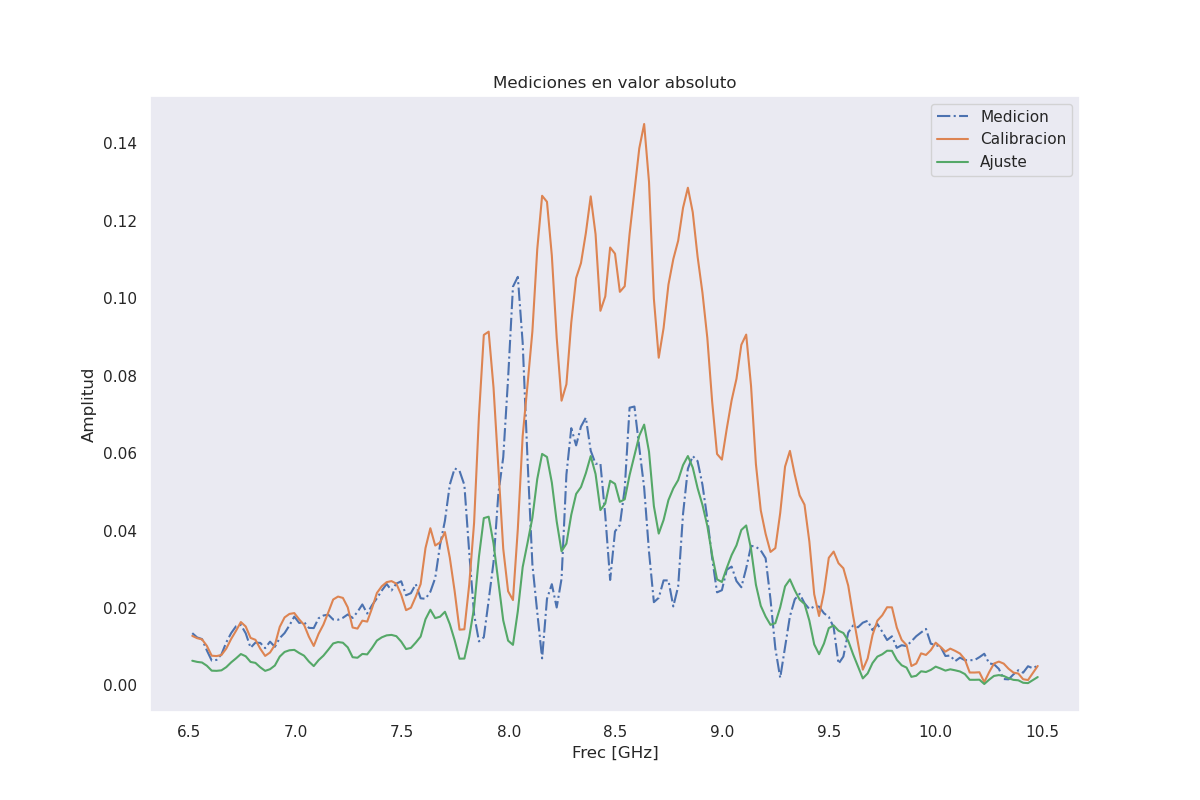 Mediciones en valor absoluto
Medicion
Calibracion
Ajuste
Amplitud
0.14
0.12
0.10
0.08
0.06
0.04
0.02
0.00
6.5 7.0 7.5 8.0 8.5 9.0 9.5 10.0 10.5
Frec [GHz]